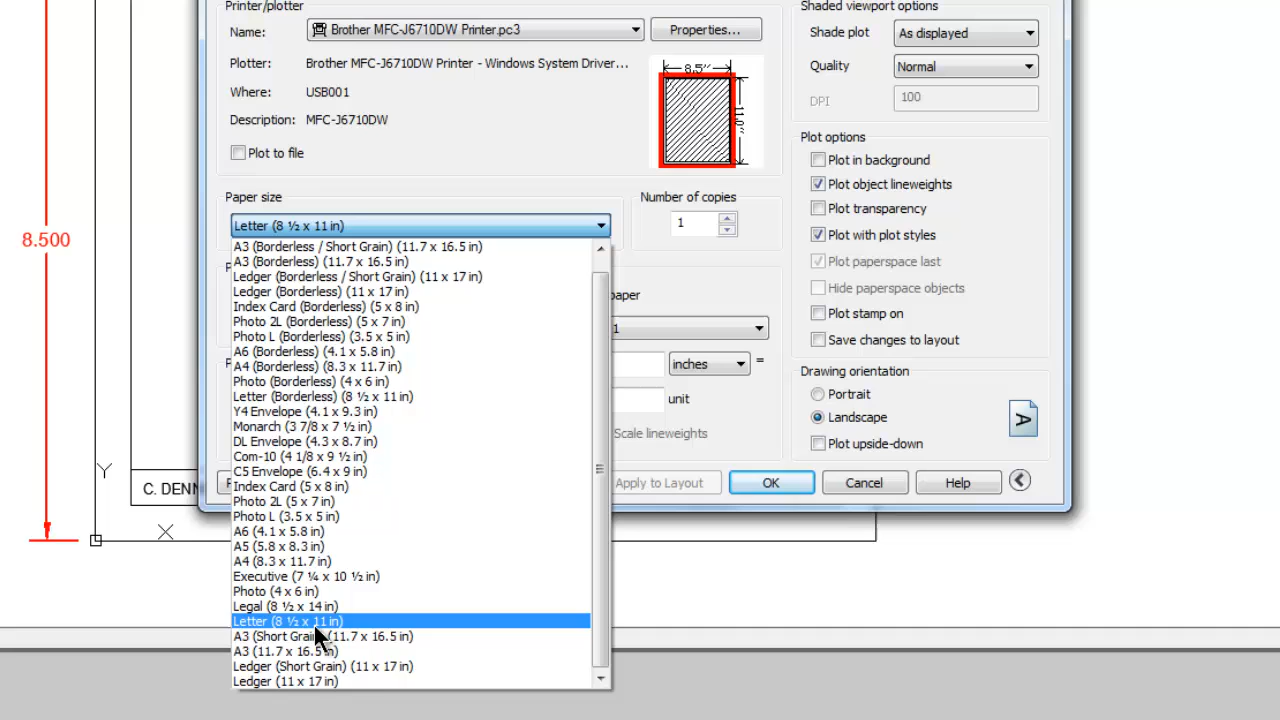 Printer/plotter
Name:
Brother MFC-J6710DW Printer.pc3
Properties...
Plotter:
Brother MFC-J6710DW Printer - Windows System Driver...
Where:
USB001
Description:
MFC-J6710DW
Plot to file
8.5"
Paper size
Letter (8 ½ x 11 in)
Number of copies
1
A3 (Borderless / Short Grain) (11.7 x 16.5 in)
A3 (Borderless) (11.7 x 16.5 in)
Ledger (Borderless / Short Grain) (11 x 17 in)
Ledger (Borderless) (11 x 17 in)
Index Card (Borderless) (5 x 8 in)
Photo 2L (Borderless) (5 x 7 in)
Photo L (Borderless) (3.5 x 5 in)
A6 (Borderless) (4.1 x 5.8 in)
A4 (Borderless) (8.3 x 11.7 in)
Photo (Borderless) (4 x 6 in)
Letter (Borderless) (8 ½ x 11 in)
Y4 Envelope (4.1 x 9.3 in)
Monarch (3 7/8 x 7 ½ in)
DL Envelope (4.3 x 8.7 in)
Com-10 (4 1/8 x 9 ½ in)
C5 Envelope (6.4 x 9 in)
Index Card (5 x 8 in)
Photo 2L (5 x 7 in)
Photo L (3.5 x 5 in)
A6 (4.1 x 5.8 in)
A5 (5.8 x 8.3 in)
A4 (8.3 x 11.7 in)
Executive (7 ¼ x 10 ½ in)
Photo (4 x 6 in)
Legal (8 ½ x 14 in)
Letter (8 ½ x 11 in)
A3 (Short Grain) (11.7 x 16.5 in)
A3 (11.7 x 16.5 in)
Ledger (Short Grain) (11 x 17 in)
Ledger (11 x 17 in)
paper
1
inches
=
unit
Scale lineweights
Apply to Layout
OK
Cancel
Help
Shaded viewport options
Shade plot
As displayed
Quality
Normal
DPI
100
Plot options
Plot in background
Plot object lineweights
Plot transparency
Plot with plot styles
Plot paperspace last
Hide paperspace objects
Plot stamp on
Save changes to layout
Drawing orientation
Portrait
Landscape
Plot upside-down
A
8.500
Y
X
C. DENN